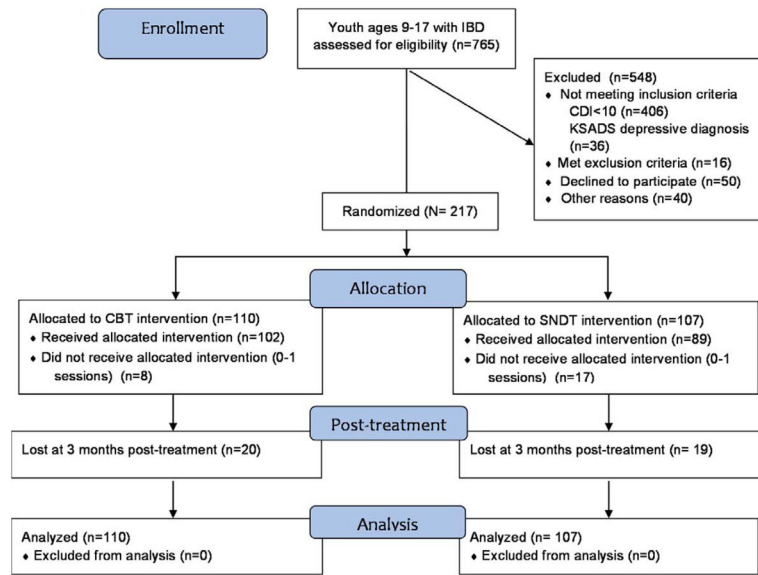 Enrollment
Youth ages 9-17 with IBD
assessed for eligibility (n=765)
Excluded (n=548)
♦ Not meeting inclusion criteria
CDI<10 (n=406)
KSADS depressive diagnosis
(n=36)
♦ Met exclusion criteria (n=16)
♦ Declined to participate (n=50)
♦ Other reasons (n=40)
Randomized (N= 217)
Allocation
Allocated to CBT intervention (n=110)
♦ Received allocated intervention (n=102)
♦ Did not receive allocated intervention (0-1
sessions) (n=8)
Allocated to SNDT intervention (n=107)
♦ Received allocated intervention (n=89)
♦ Did not receive allocated intervention (0-1
sessions) (n=17)
Post-treatment
Lost at 3 months post-treatment (n=20)
Lost at 3 months post-treatment (n= 19)
Analysis
Analyzed (n=110)
♦ Excluded from analysis (n=0)
Analyzed (n= 107)
♦ Excluded from analysis (n=0)